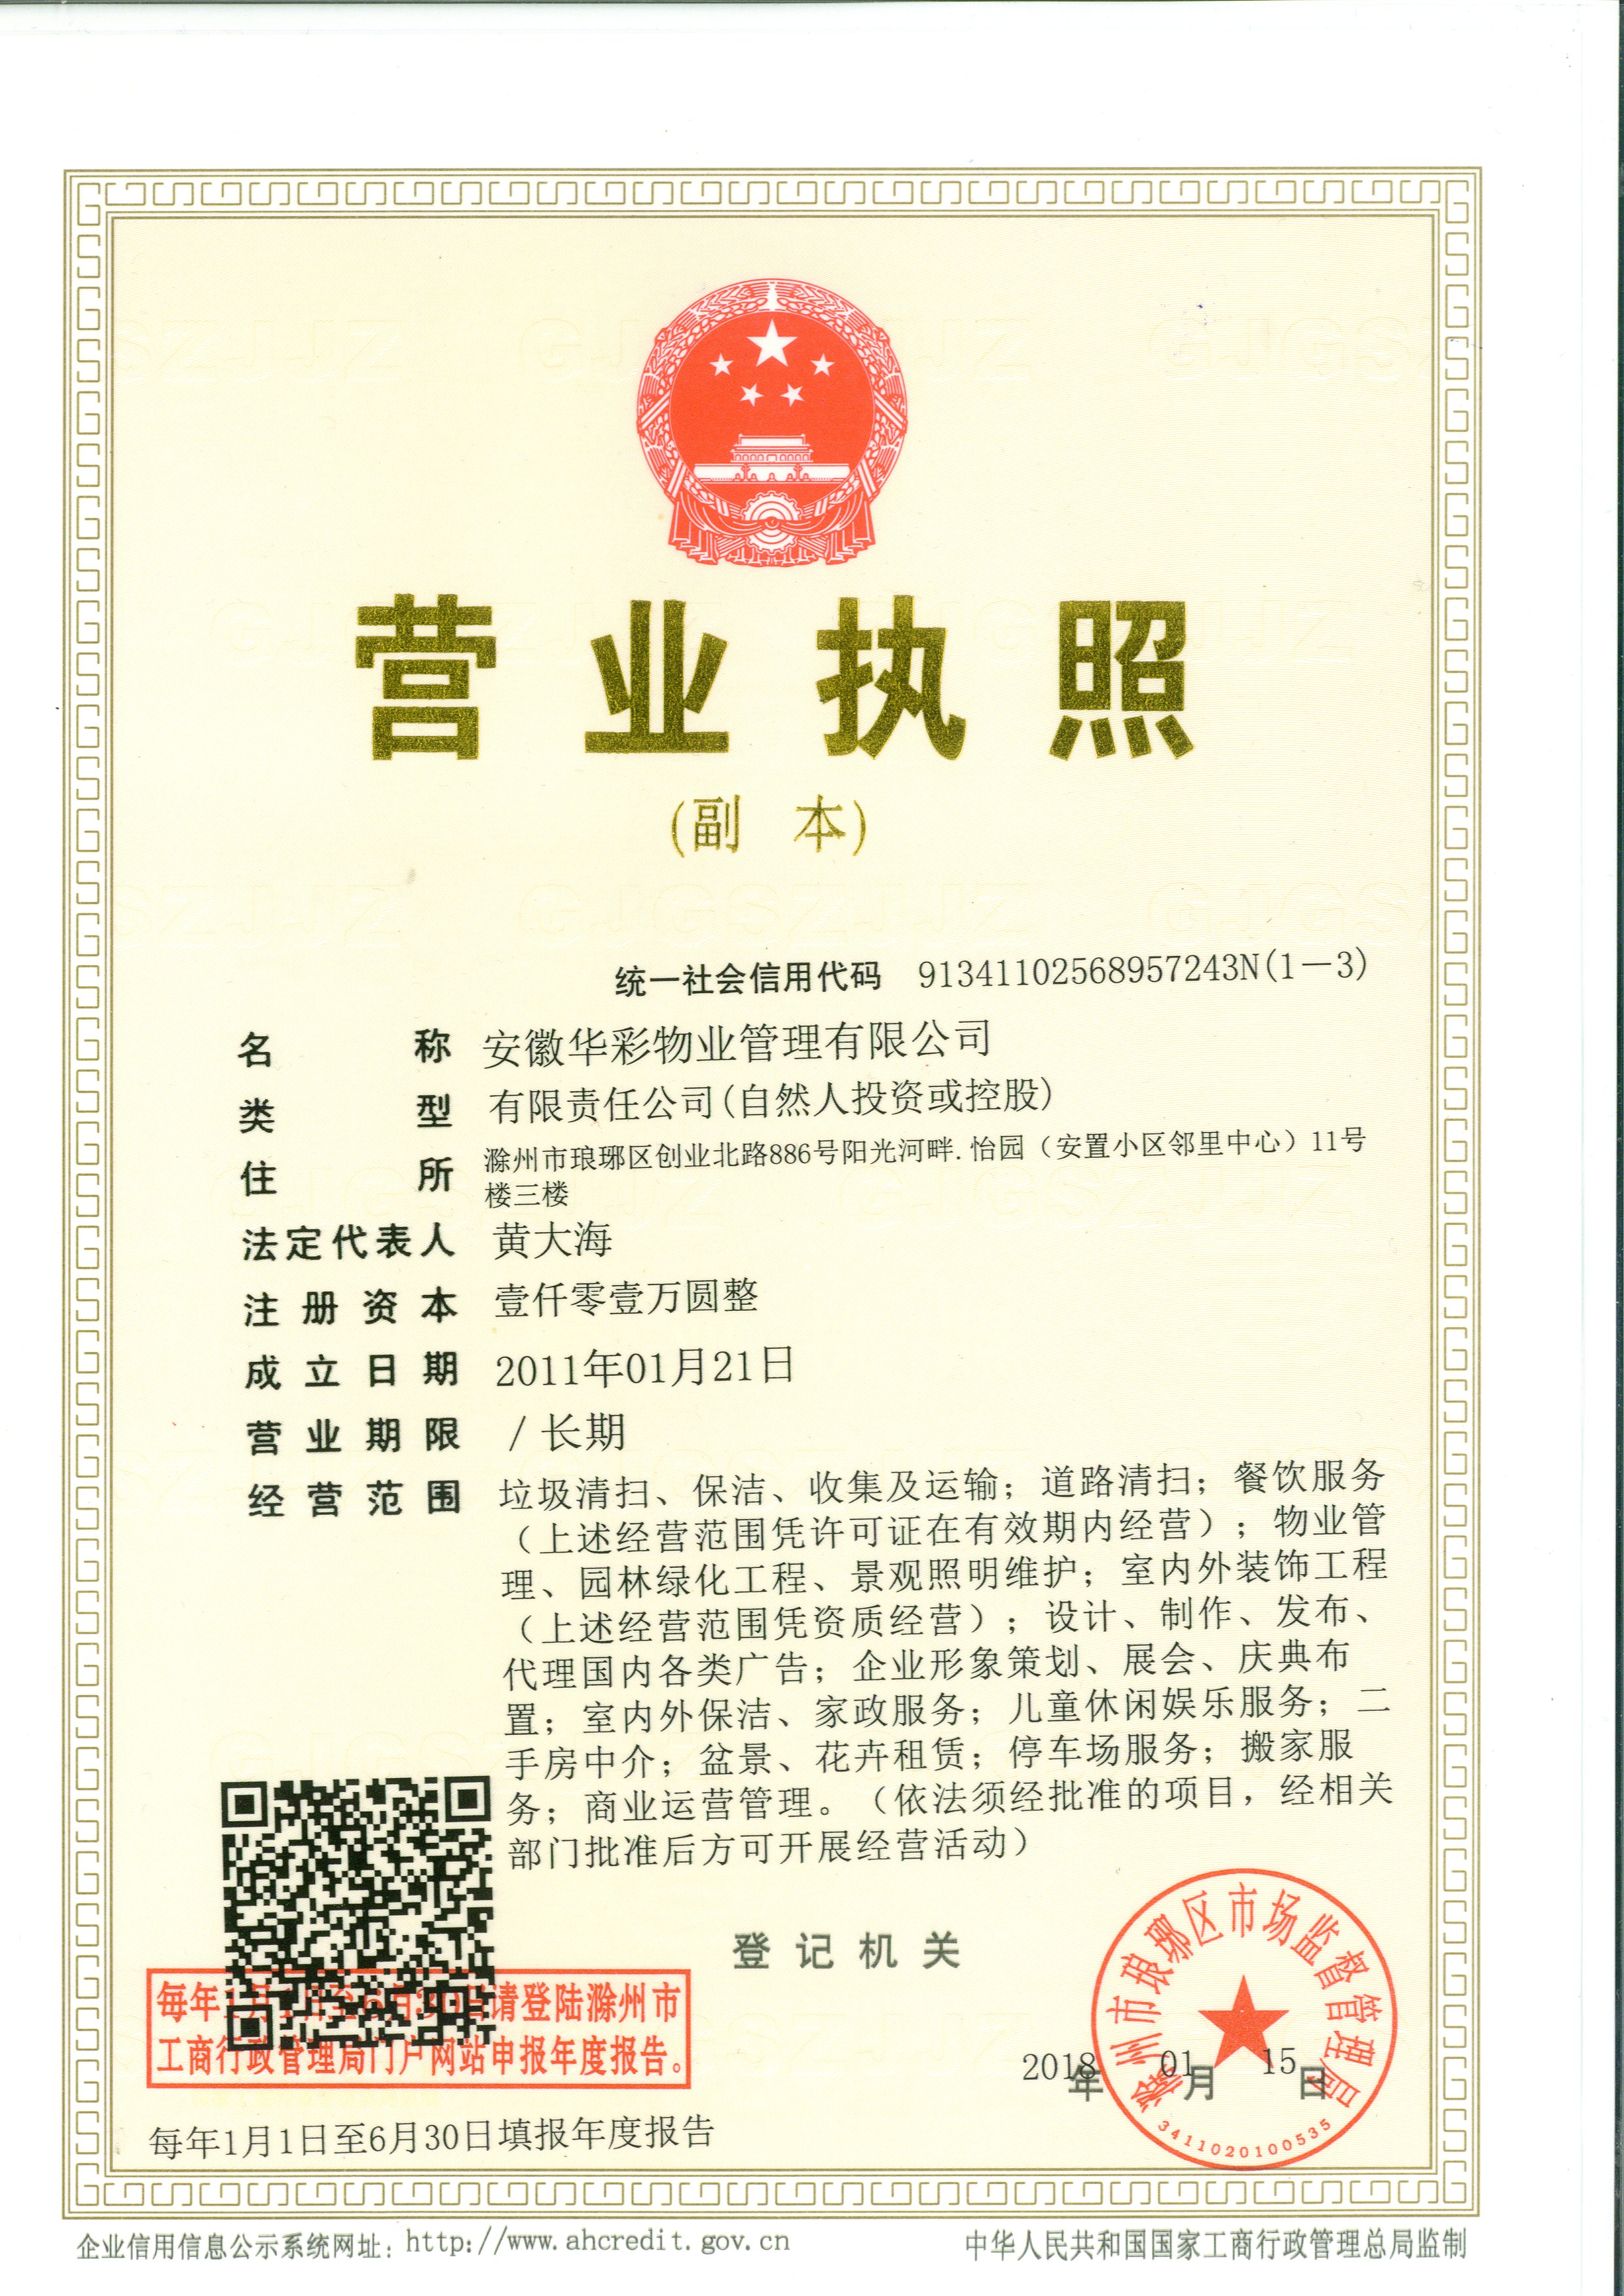 营业执照
(副 本)
统一社会信用代码 91341102568957243N(1-3)
名称 安徽华彩物业管理有限公司
类型 有限责任公司(自然人投资或控股)
住所 滁州市琅琊区创业北路886号阳光河畔.怡园（安置小区邻里中心）11号
楼三楼
法定代表人 黄大海
注册资本 壹仟零壹万圆整
成立日期 2011年01月21日
营业期限 / 长期
经营范围 垃圾清扫、保洁、收集及运输；道路清扫；餐饮服务
（上述经营范围凭许可证在有效期内经营）；物业管
理、园林绿化工程、景观照明维护；室内外装饰工程
（上述经营范围凭资质经营）；设计、制作、发布、
代理国内各类广告；企业形象策划、展会、庆典布
置；室内外保洁、家政服务；儿童休闲娱乐服务；二
手房中介；盆景、花卉租赁；停车场服务；搬家服
务；商业运营管理。（依法须经批准的项目，经相关
部门批准后方可开展经营活动）
登记机关
滁州市琅琊区市场监督管理局
3411020100535
2018年01月15日
每年1月1日至6月30日请登陆滁州市
工商行政管理局门户网站申报年度报告。
每年1月1日至6月30日填报年度报告
企业信用信息公示系统网址：http://www.ahcredit.gov.cn
中华人民共和国国家工商行政管理总局监制